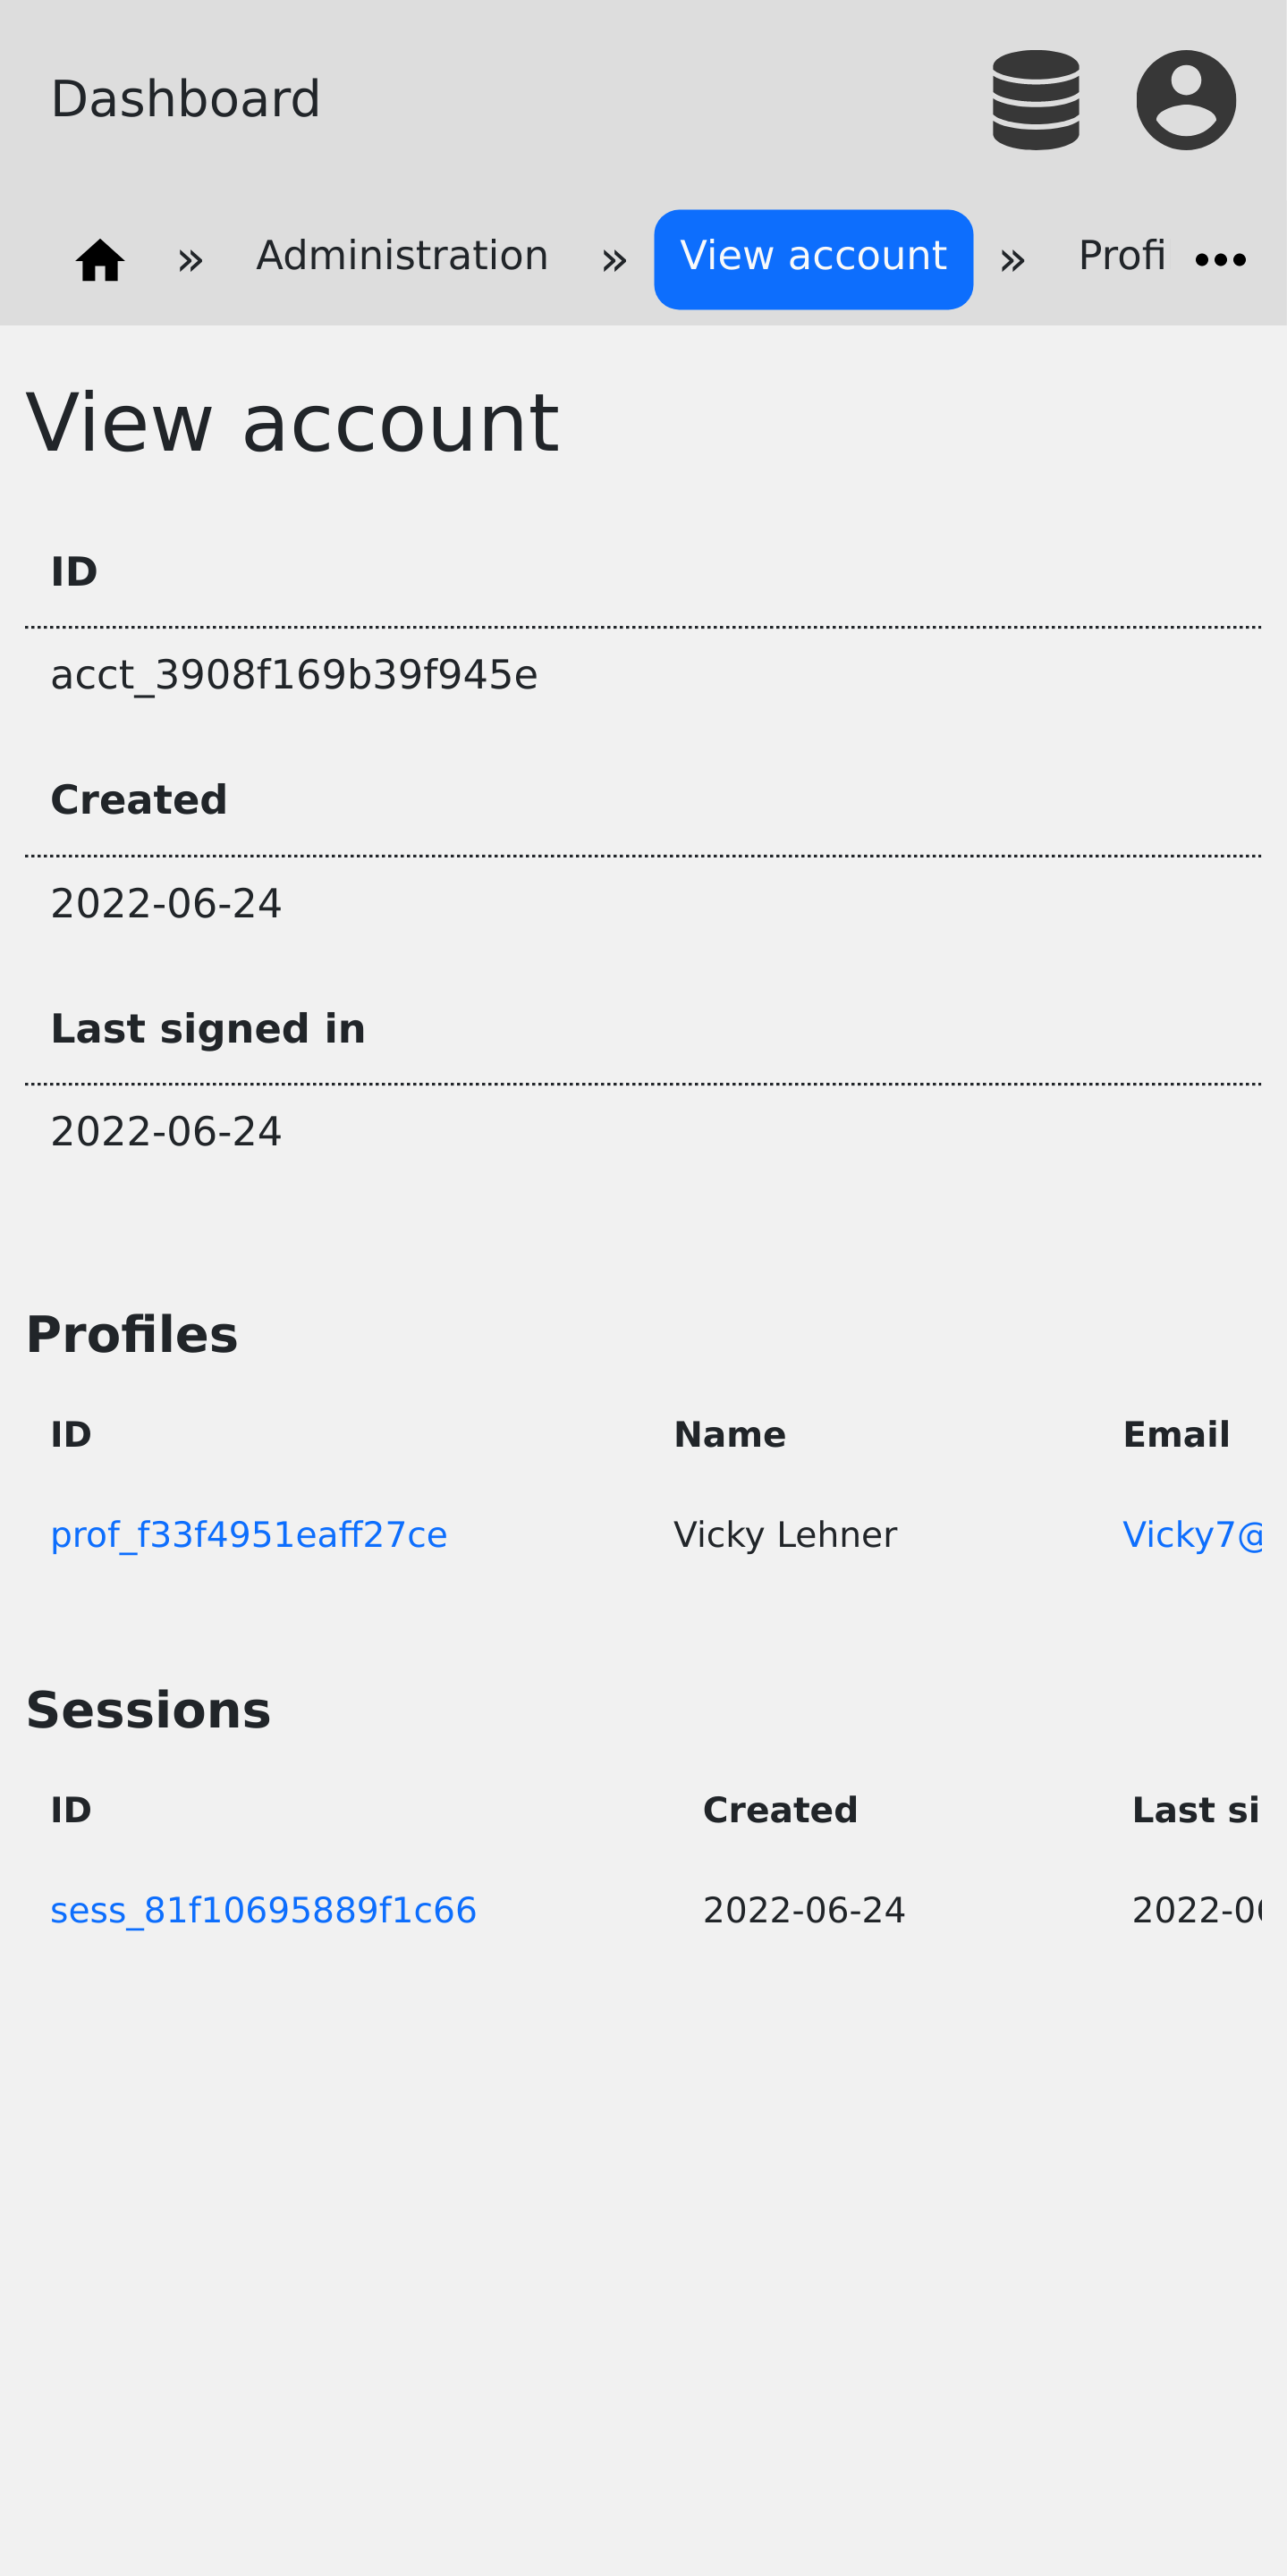 Dashboard
» Administration » View account » Profi
View account
ID
acct_3908f169b39f945e
Created
2022-06-24
Last signed in
2022-06-24
Profiles
ID Name Email
prof_f33f4951eaff27ce Vicky Lehner Vicky7@
Sessions
ID Created Last si
sess_81f10695889f1c66 2022-06-24 2022-0